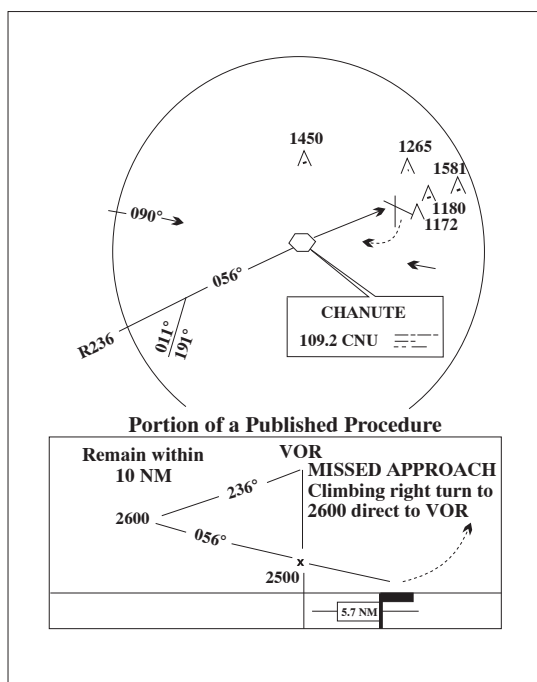 1450
1265
1581
1180
1172
090°
056°
R236
011°
191°
CHANUTE
109.2 CNU
Portion of a Published Procedure
Remain within
10 NM
VOR
MISSED APPROACH
Climbing right turn to
2600 direct to VOR
236°
2600
056°
x
2500
5.7 NM